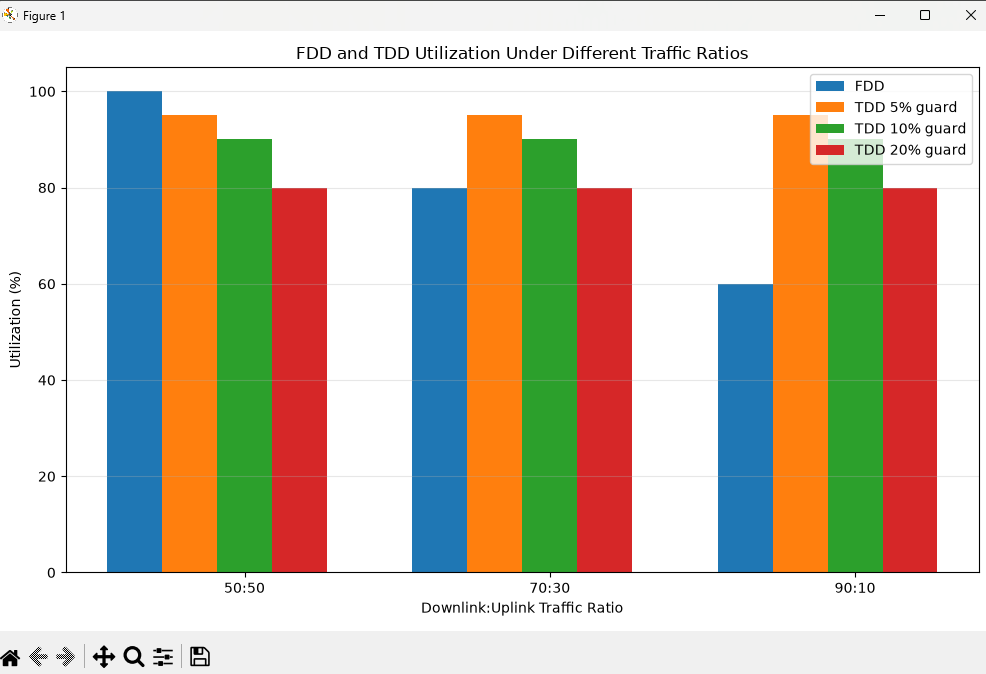 Figure 1
FDD and TDD Utilization Under Different Traffic Ratios
FDD
TDD 5% guard
TDD 10% guard
TDD 20% guard
100
80
60
40
20
0
Utilization (%)
50:50
70:30
90:10
Downlink:Uplink Traffic Ratio